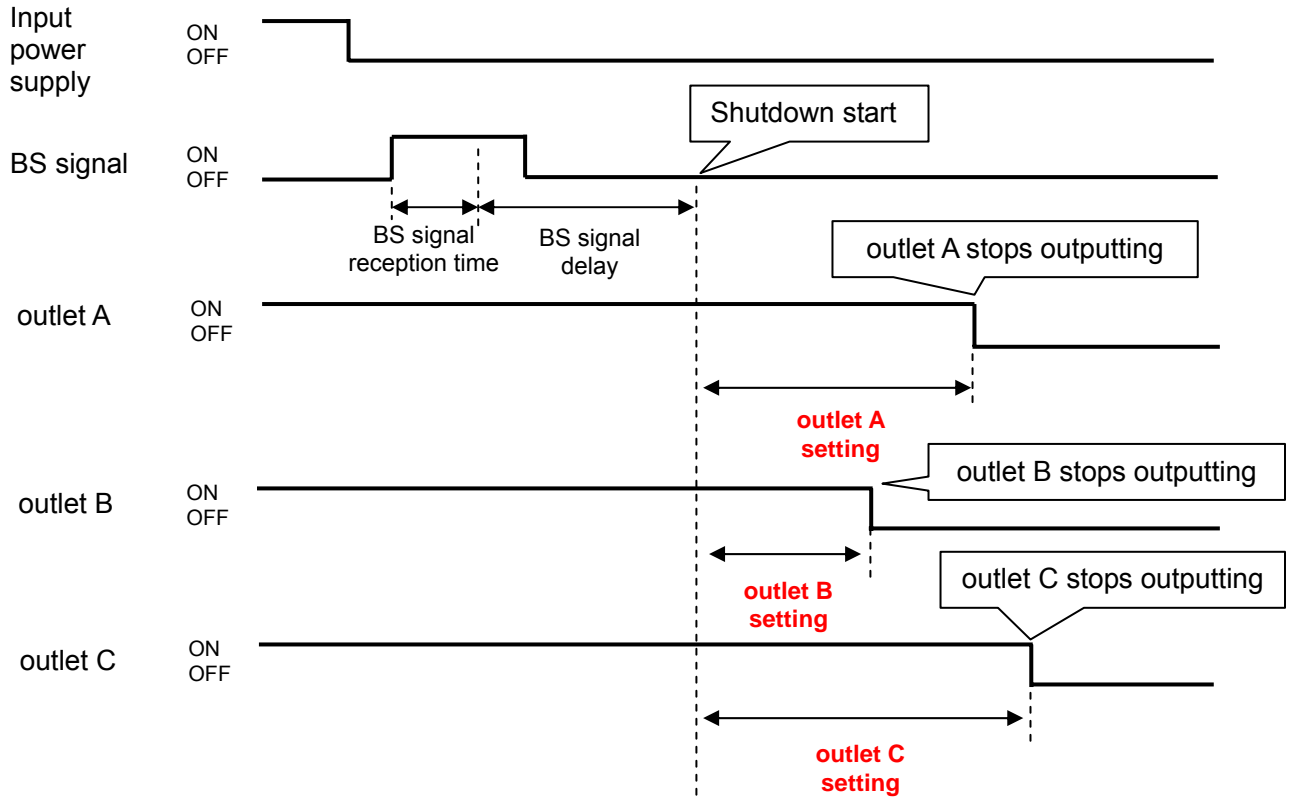 Input
power
supply
ON
OFF
Shutdown start
BS signal
ON
OFF
BS signal
reception time
BS signal
delay
outlet A stops outputting
outlet A
ON
OFF
outlet A
setting
outlet B stops outputting
outlet B
ON
OFF
outlet B
setting
outlet C stops outputting
outlet C
ON
OFF
outlet C
setting